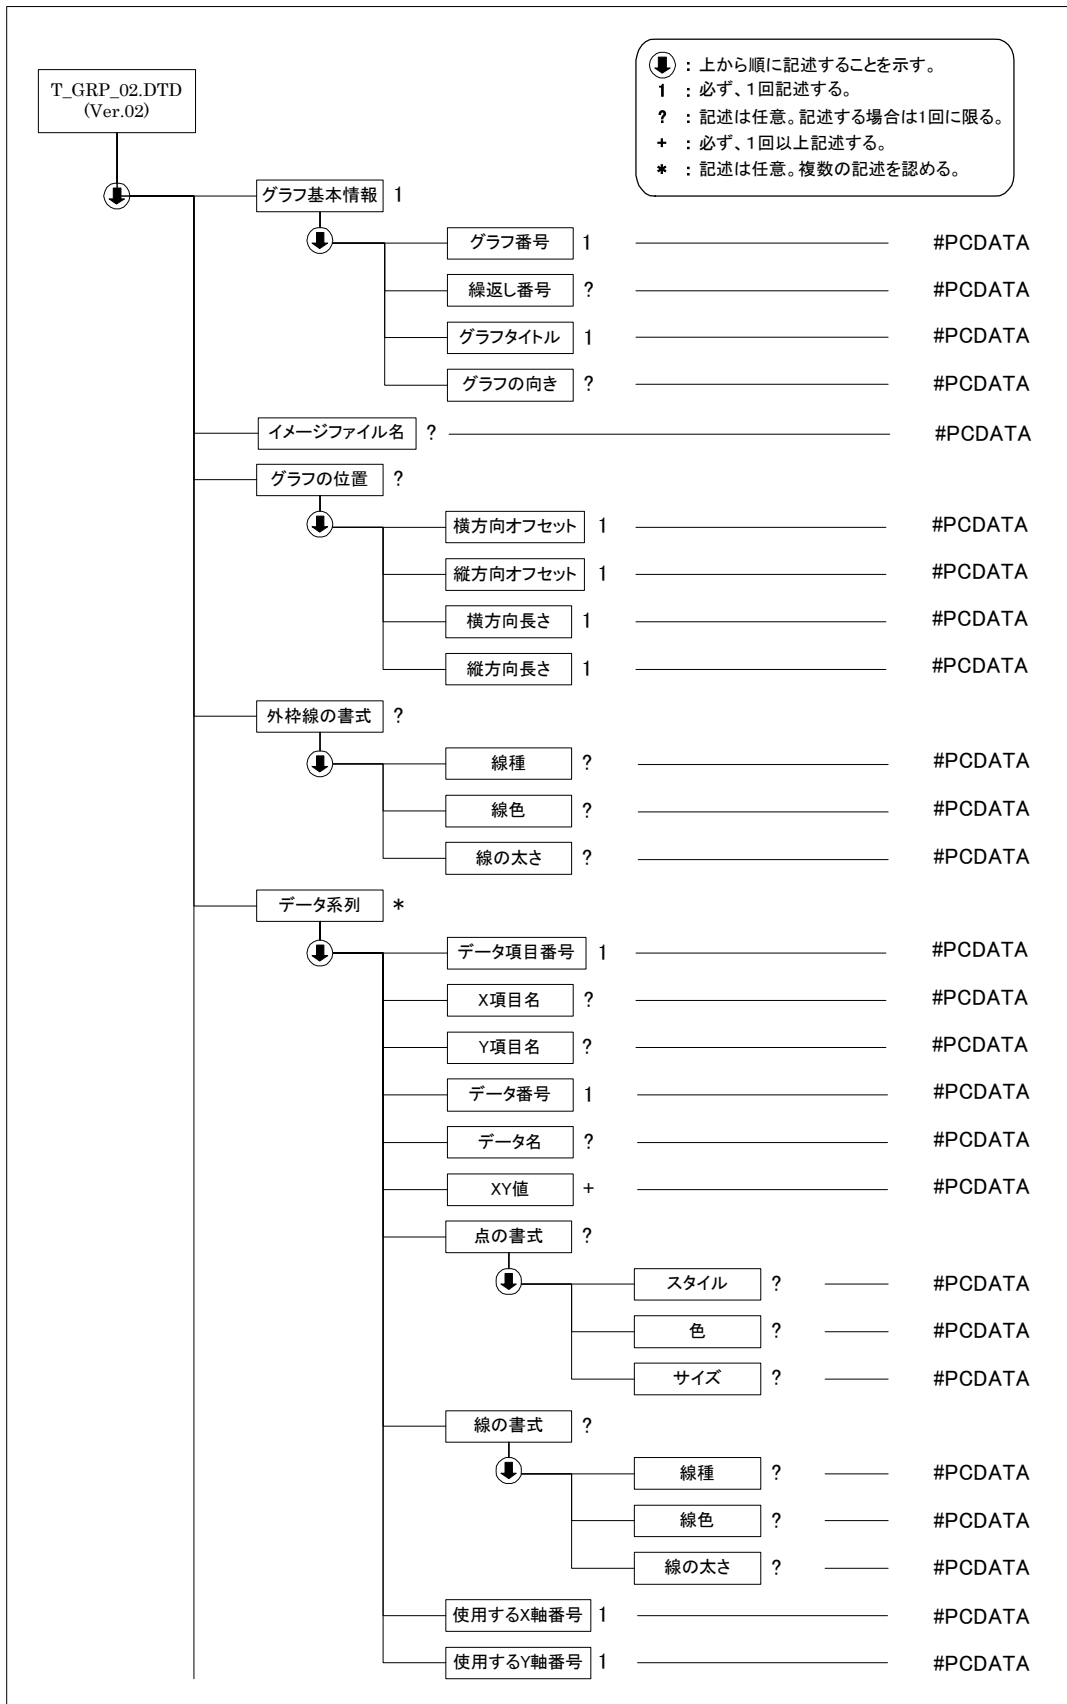 ⬇ : 上から順に記述することを示す。
1 : 必ず、1回記述する。
? : 記述は任意。記述する場合は1回に限る。
+ : 必ず、1回以上記述する。
* : 記述は任意。複数の記述を認める。
T_GRP_02.DTD
(Ver.02)
グラフ基本情報 1
グラフ番号 1 #PCDATA
繰返し番号 ? #PCDATA
グラフタイトル 1 #PCDATA
グラフの向き ? #PCDATA
イメージファイル名 ? #PCDATA
グラフの位置 ?
横方向オフセット 1 #PCDATA
縦方向オフセット 1 #PCDATA
横方向長さ 1 #PCDATA
縦方向長さ 1 #PCDATA
外枠線の書式 ?
線種 ? #PCDATA
線色 ? #PCDATA
線の太さ ? #PCDATA
データ系列 *
データ項目番号 1 #PCDATA
X項目名 ? #PCDATA
Y項目名 ? #PCDATA
データ番号 1 #PCDATA
データ名 ? #PCDATA
XY値 + #PCDATA
点の書式 ?
スタイル ? #PCDATA
色 ? #PCDATA
サイズ ? #PCDATA
線の書式 ?
線種 ? #PCDATA
線色 ? #PCDATA
線の太さ ? #PCDATA
使用するX軸番号 1 #PCDATA
使用するY軸番号 1 #PCDATA